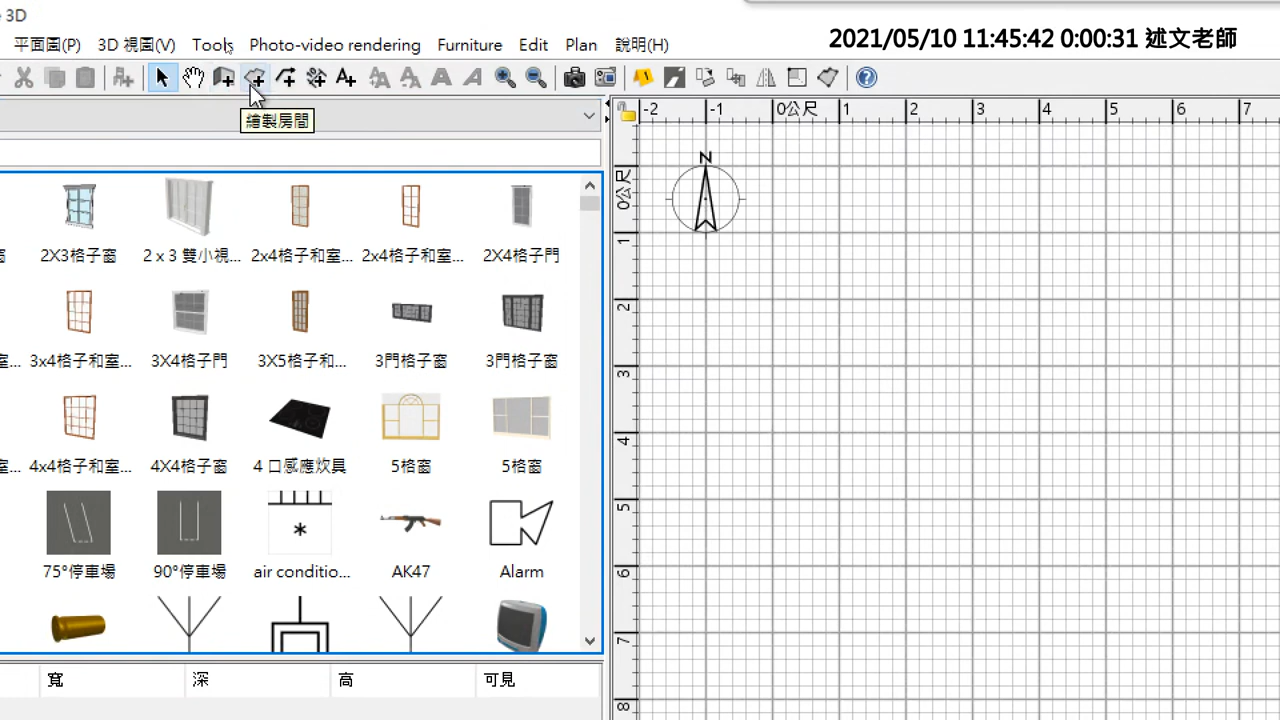 3D
2021/05/10 11:45:42 0:00:31 述文老師
平面圖(P) 3D 視圖(V) Tools Photo-video rendering Furniture Edit Plan 說明(H)
繪製房間
-2 -1 0公尺 1 2 3 4 5 6 7
N
0公尺
1
2
3
4
5
6
7
8
窗 2X3格子窗 2 x 3 雙小視... 2x4格子和室... 2x4格子和室... 2X4格子門
室... 3x4格子和室... 3X4格子門 3X5格子和... 3門格子窗 3門格子窗
室... 4x4格子和室... 4X4格子窗 4 口感應炊具 5格窗 5格窗
75°停車場 90°停車場 air conditio... AK47 Alarm
寬 深 高 可見